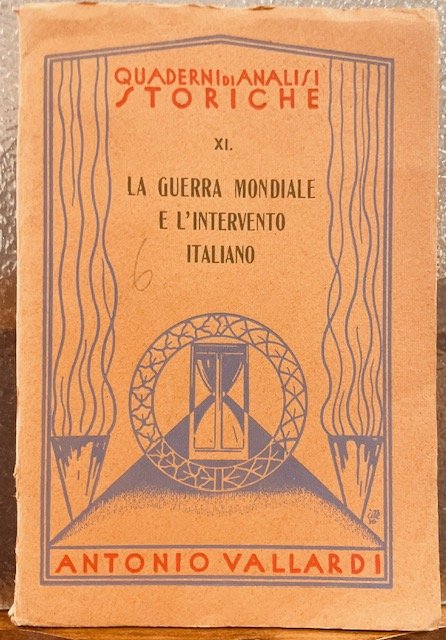 QUADERNI DI ANALISI
STORICHE
XI.
LA GUERRA MONDIALE
E L'INTERVENTO
ITALIANO
6
ANTONIO VALLARDI